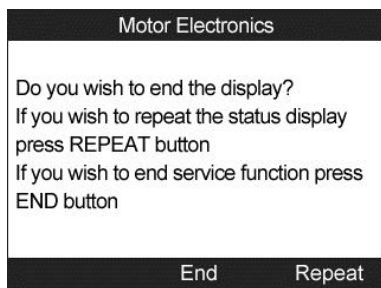 Motor Electronics
Do you wish to end the display?
If you wish to repeat the status display
press REPEAT button
If you wish to end service function press
END button
End Repeat